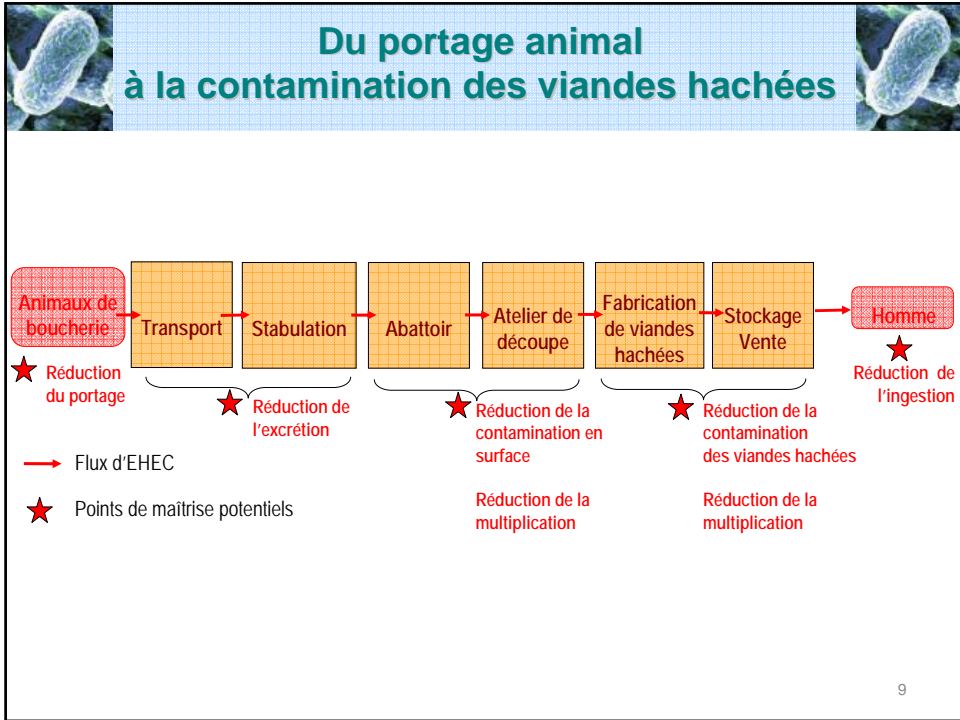 Du portage animal
à la contamination des viandes hachées
Animaux de
boucherie
Transport
Stabulation
Abattoir
Atelier de
découpe
Fabrication
de viandes
hachées
Stockage
Vente
Homme
Réduction
du portage
Réduction de
l'excrétion
Réduction de la
contamination en
surface
Réduction de la
multiplication
Réduction de la
contamination
des viandes hachées
Réduction de la
multiplication
Réduction de
l'ingestion
Flux d'EHEC
Points de maîtrise potentiels
9